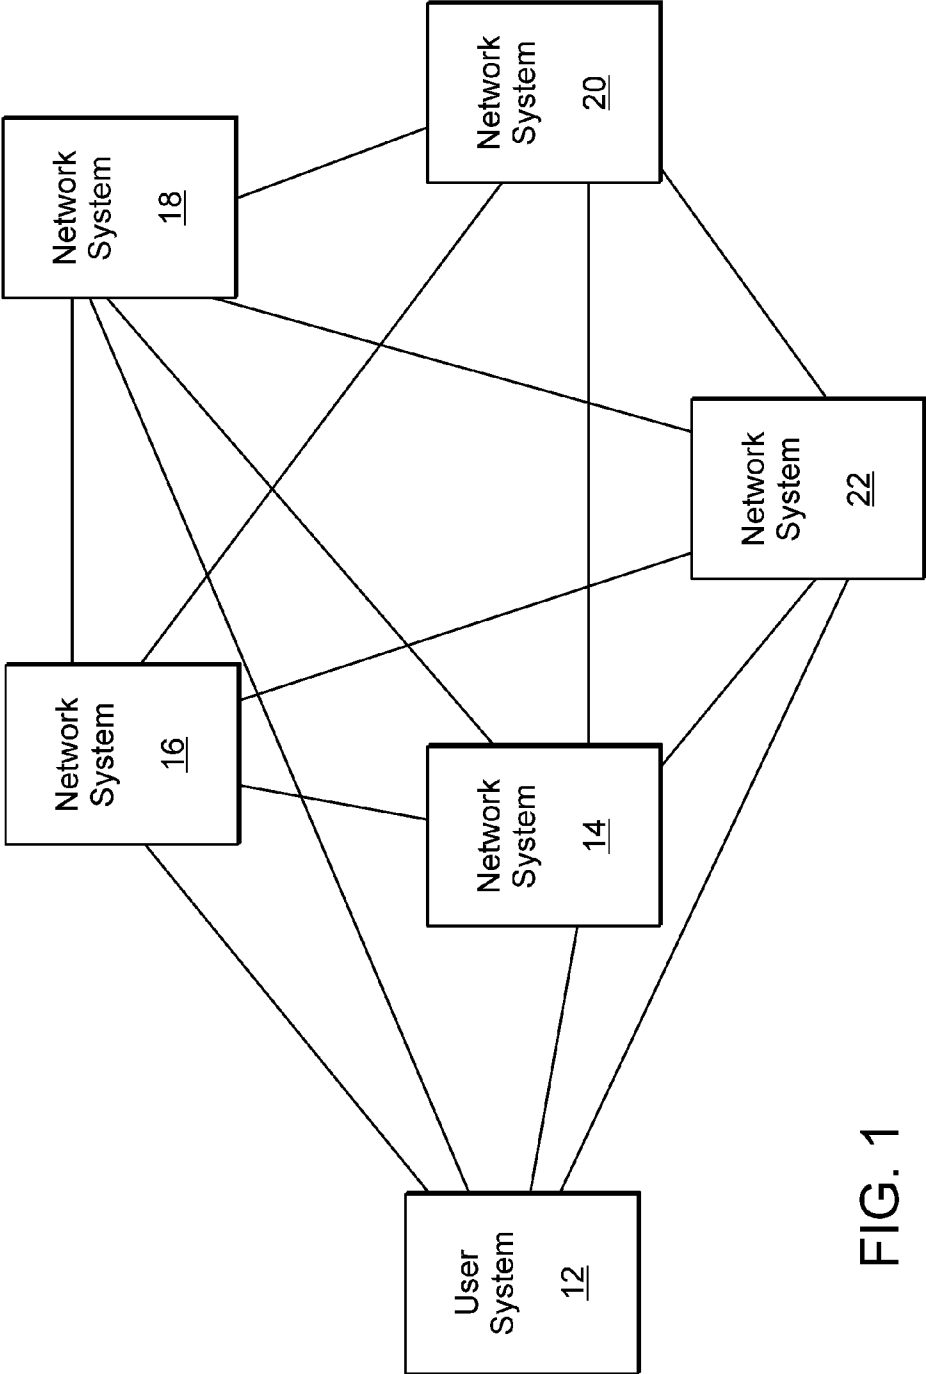 Network
System
16
Network
System
18
User
System
12
Network
System
14
Network
System
20
Network
System
22
FIG. 1